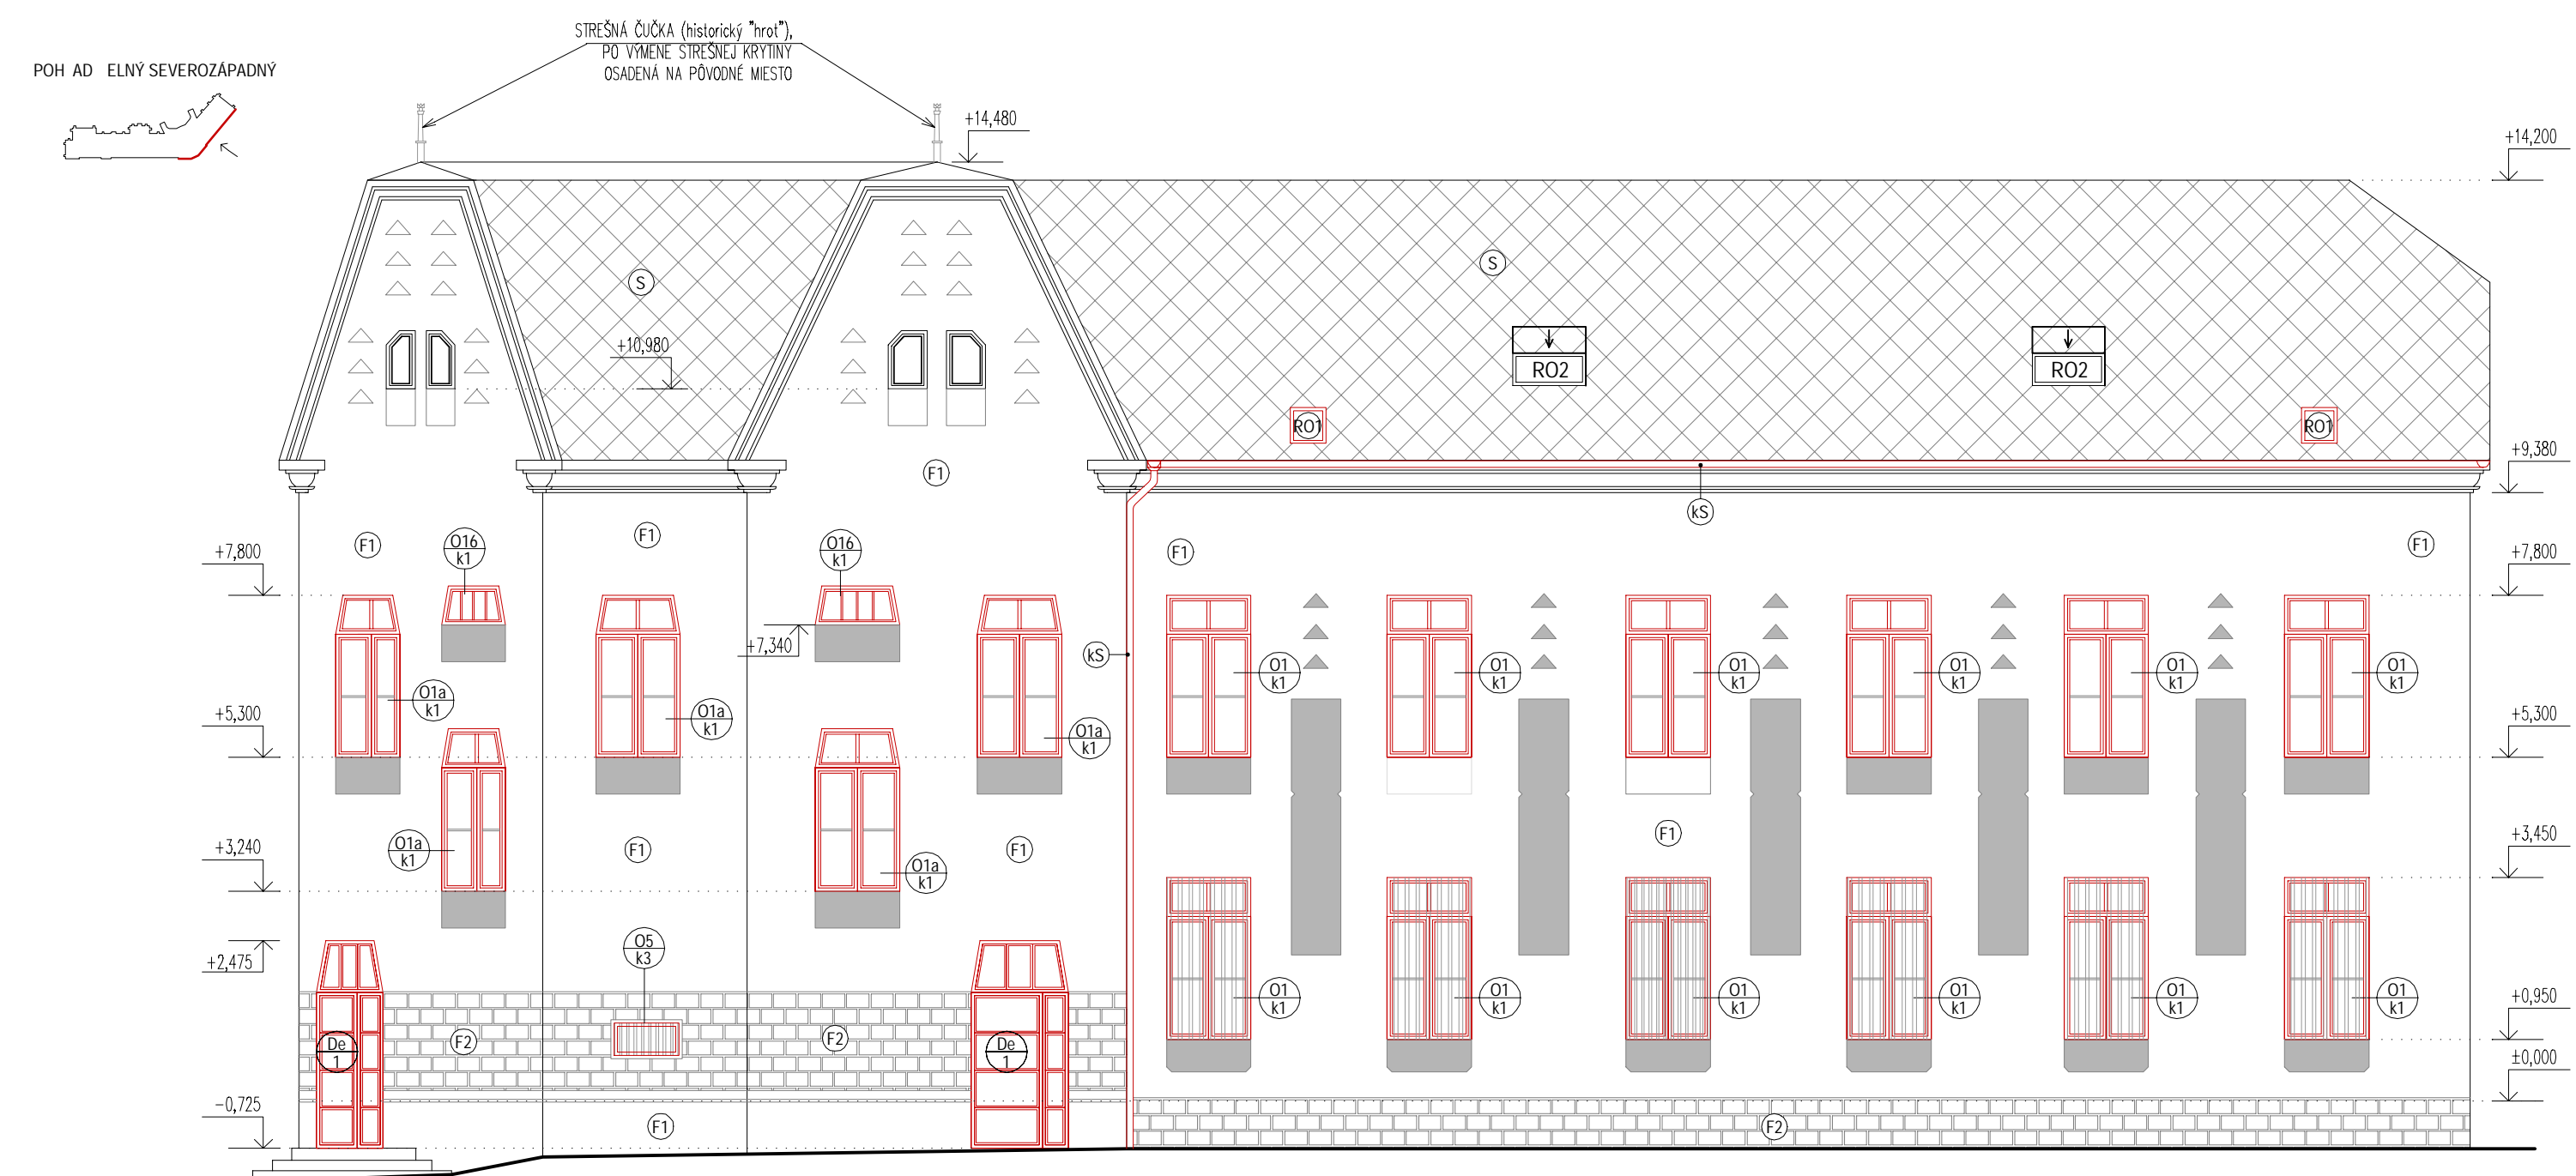 STREŠNÁ ČUČKA (historický "hrot"),
PO VÝMENE STREŠNEJ KRYTINY
OSADENÁ NA PÔVODNÉ MIESTO
POH AD ELNÝ SEVEROZÁPADNÝ
+14,480
+14,200
S
S
+10,980
RO2
RO2
RO1
RO1
+9,380
F1
kS
F1
O16
k1
F1
O16
k1
F1
F1
+7,800
+7,800
+7,340
kS
O1
k1
O1
k1
O1
k1
O1
k1
O1
k1
O1
k1
O1a
k1
O1a
k1
O1a
k1
+5,300
+5,300
+3,240
O1a
k1
F1
O1a
k1
F1
F1
+3,450
+2,475
O5
k3
O1
k1
O1
k1
O1
k1
O1
k1
O1
k1
O1
k1
+0,950
De
1
F2
F2
De
1
±0,000
-0,725
F1
F2